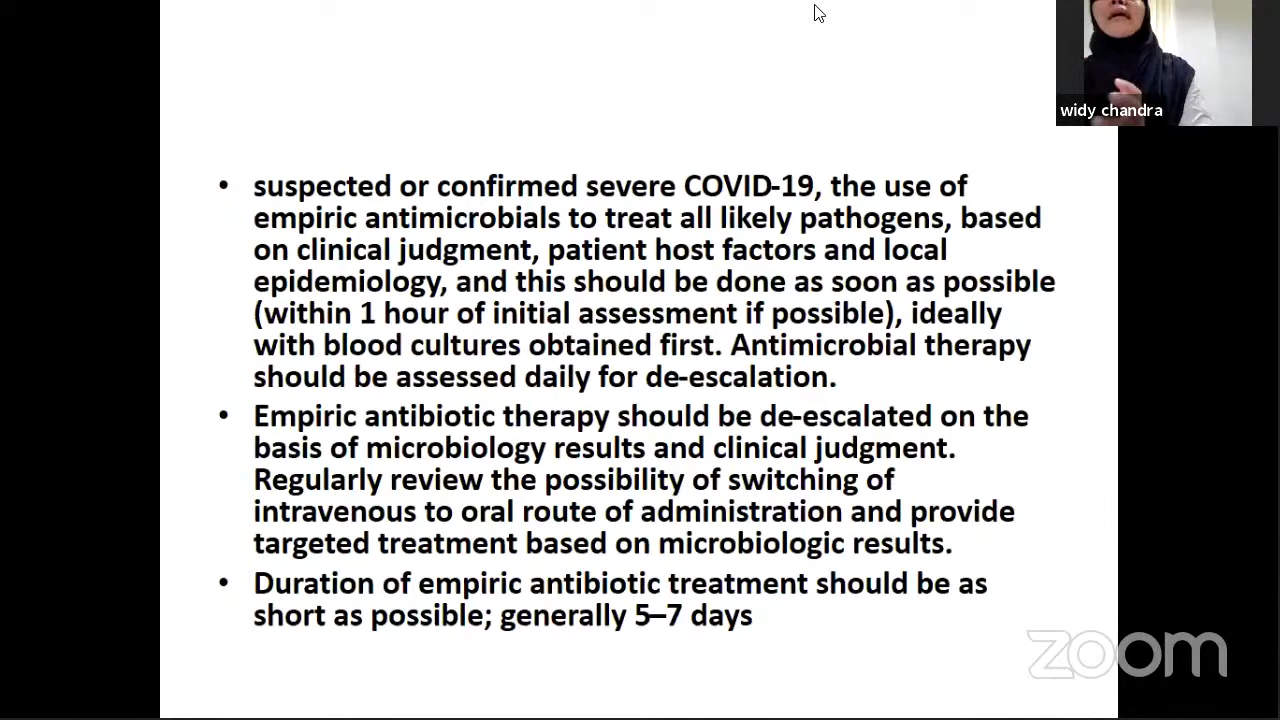 widy chandra
• suspected or confirmed severe COVID-19, the use of
empiric antimicrobials to treat all likely pathogens, based
on clinical judgment, patient host factors and local
epidemiology, and this should be done as soon as possible
(within 1 hour of initial assessment if possible), ideally
with blood cultures obtained first. Antimicrobial therapy
should be assessed daily for de-escalation.
• Empiric antibiotic therapy should be de-escalated on the
basis of microbiology results and clinical judgment.
Regularly review the possibility of switching of
intravenous to oral route of administration and provide
targeted treatment based on microbiologic results.
• Duration of empiric antibiotic treatment should be as
short as possible; generally 5–7 days
zoom